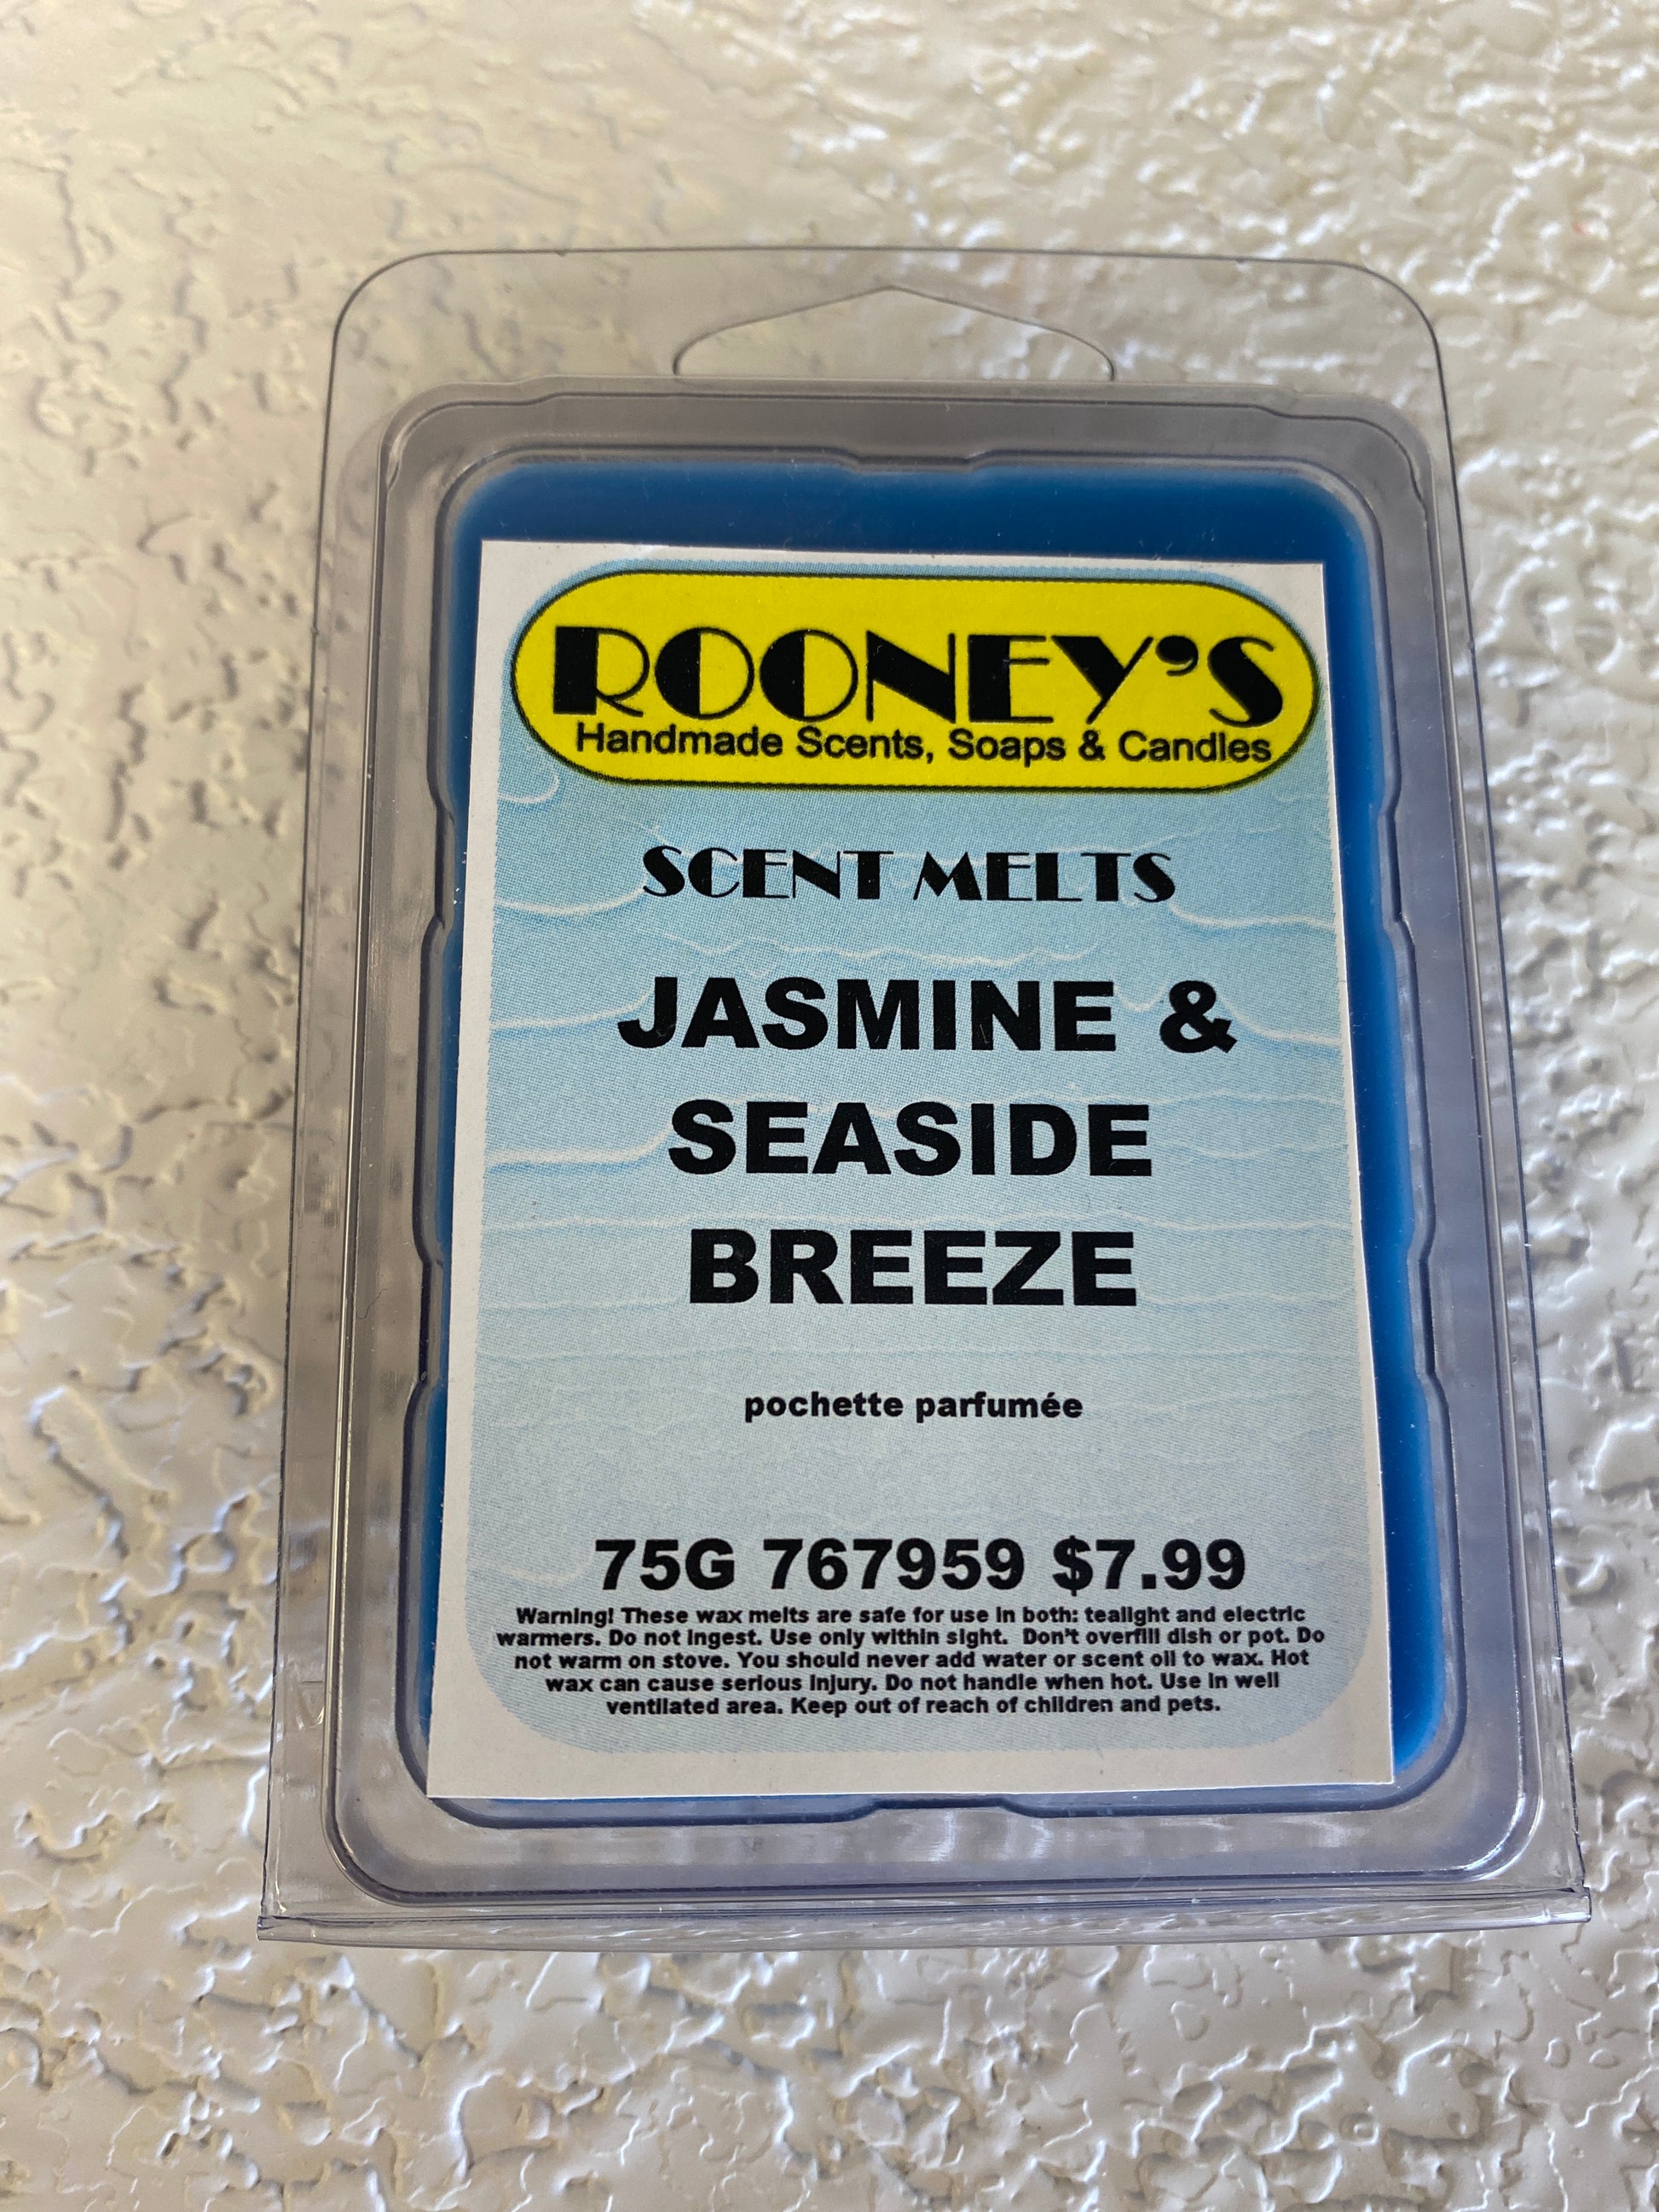 ROONEY'S
Handmade Scents, Soaps & Candles
SCENT MELTS
JASMINE &
SEASIDE
BREEZE
pochette parfumée
75G 767959 $7.99
Warning! These wax melts are safe for use in both: tealight and electric
warmers. Do not ingest. Use only within sight. Don't overfill dish or pot. Do
not warm on stove. You should never add water or scent oil to wax. Hot
wax can cause serious injury. Do not handle when hot. Use in well
ventilated area. Keep out of reach of children and pets.